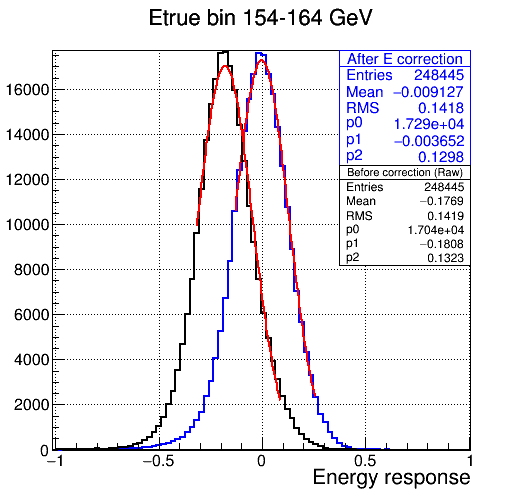 Etrue bin 154-164 GeV
After E correction
Entries 248445
Mean −0.009127
RMS 0.1418
p0 1.729e+04
p1 −0.003652
p2 0.1298
Before correction (Raw)
Entries 248445
Mean −0.1769
RMS 0.1419
p0 1.704e+04
p1 −0.1808
p2 0.1323
16000
14000
12000
10000
8000
6000
4000
2000
0
−1 −0.5 0 0.5 1
Energy response